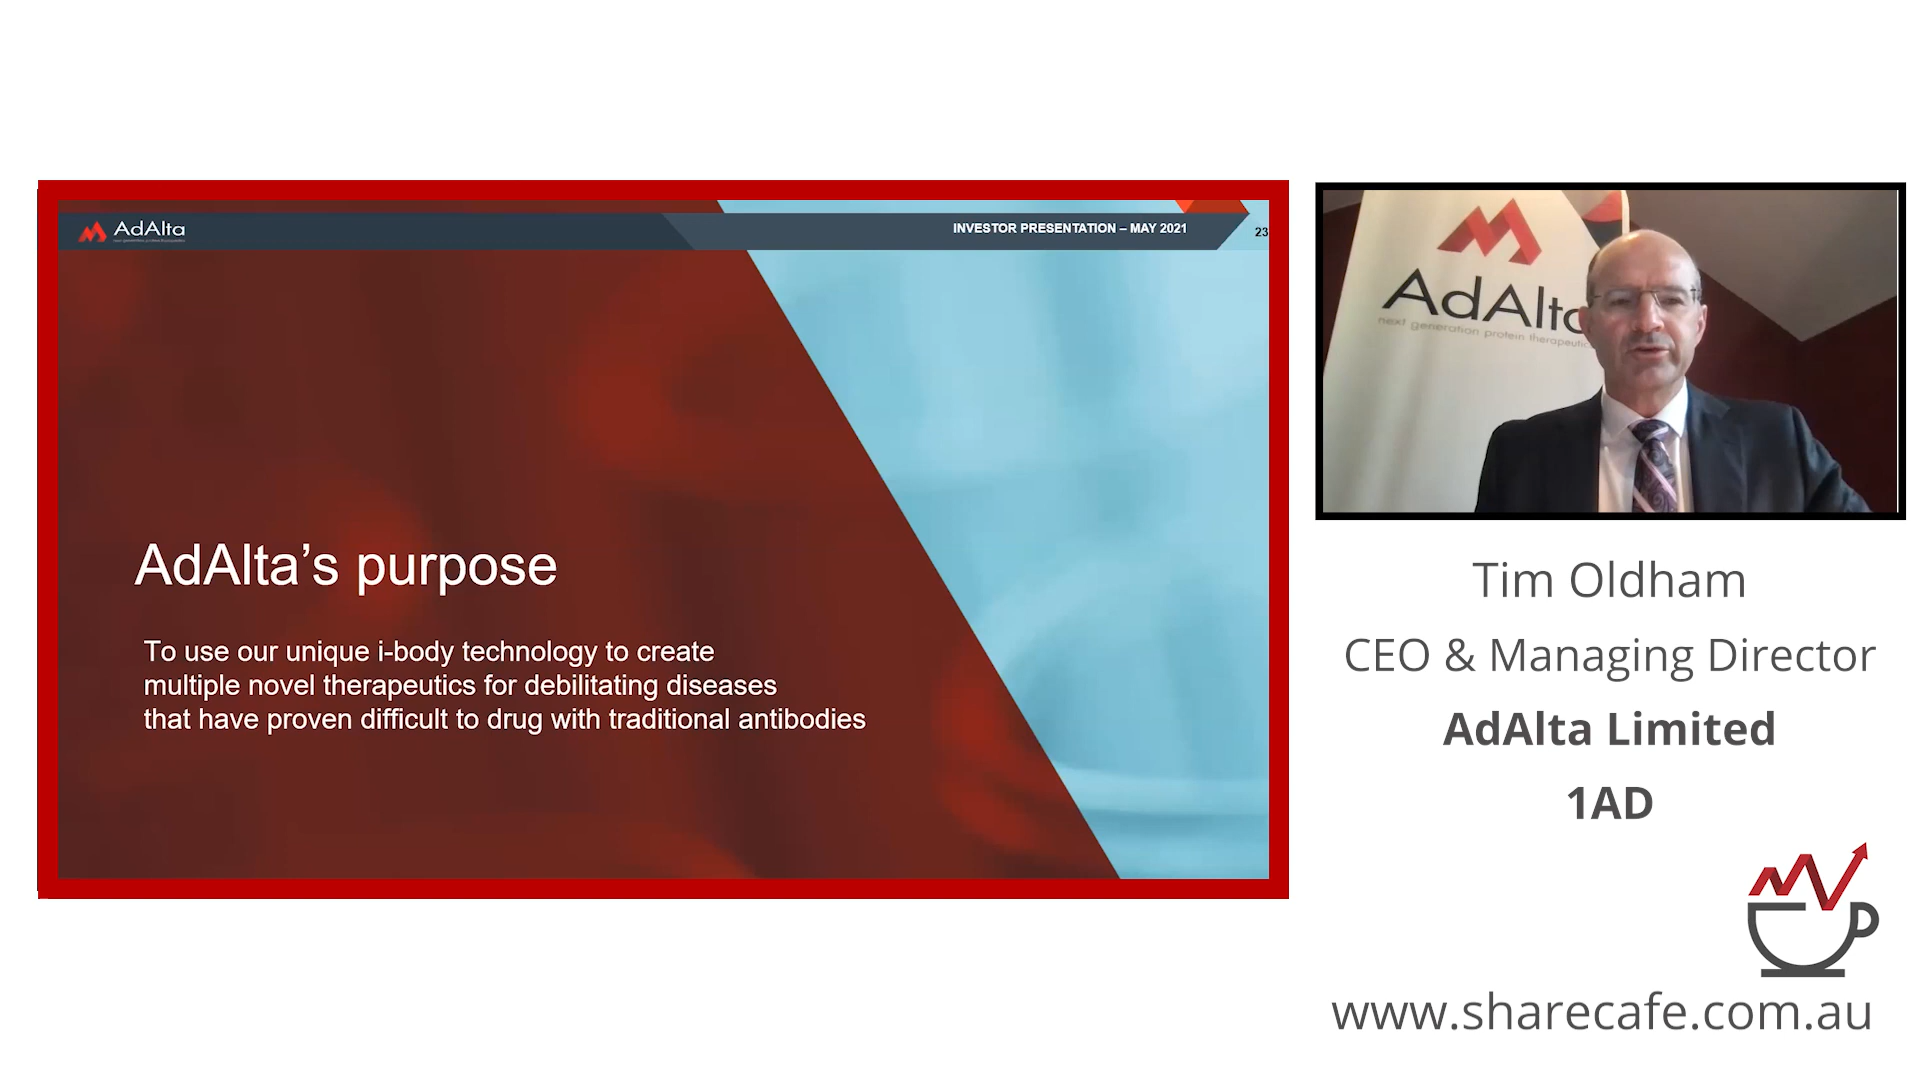 AdAlta
INVESTOR PRESENTATION – MAY 2021
23
AdAlta’s purpose
To use our unique i-body technology to create
multiple novel therapeutics for debilitating diseases
that have proven difficult to drug with traditional antibodies
AdAlta
next generation protein therapeutics
Tim Oldham
CEO & Managing Director
AdAlta Limited
1AD
www.sharecafe.com.au